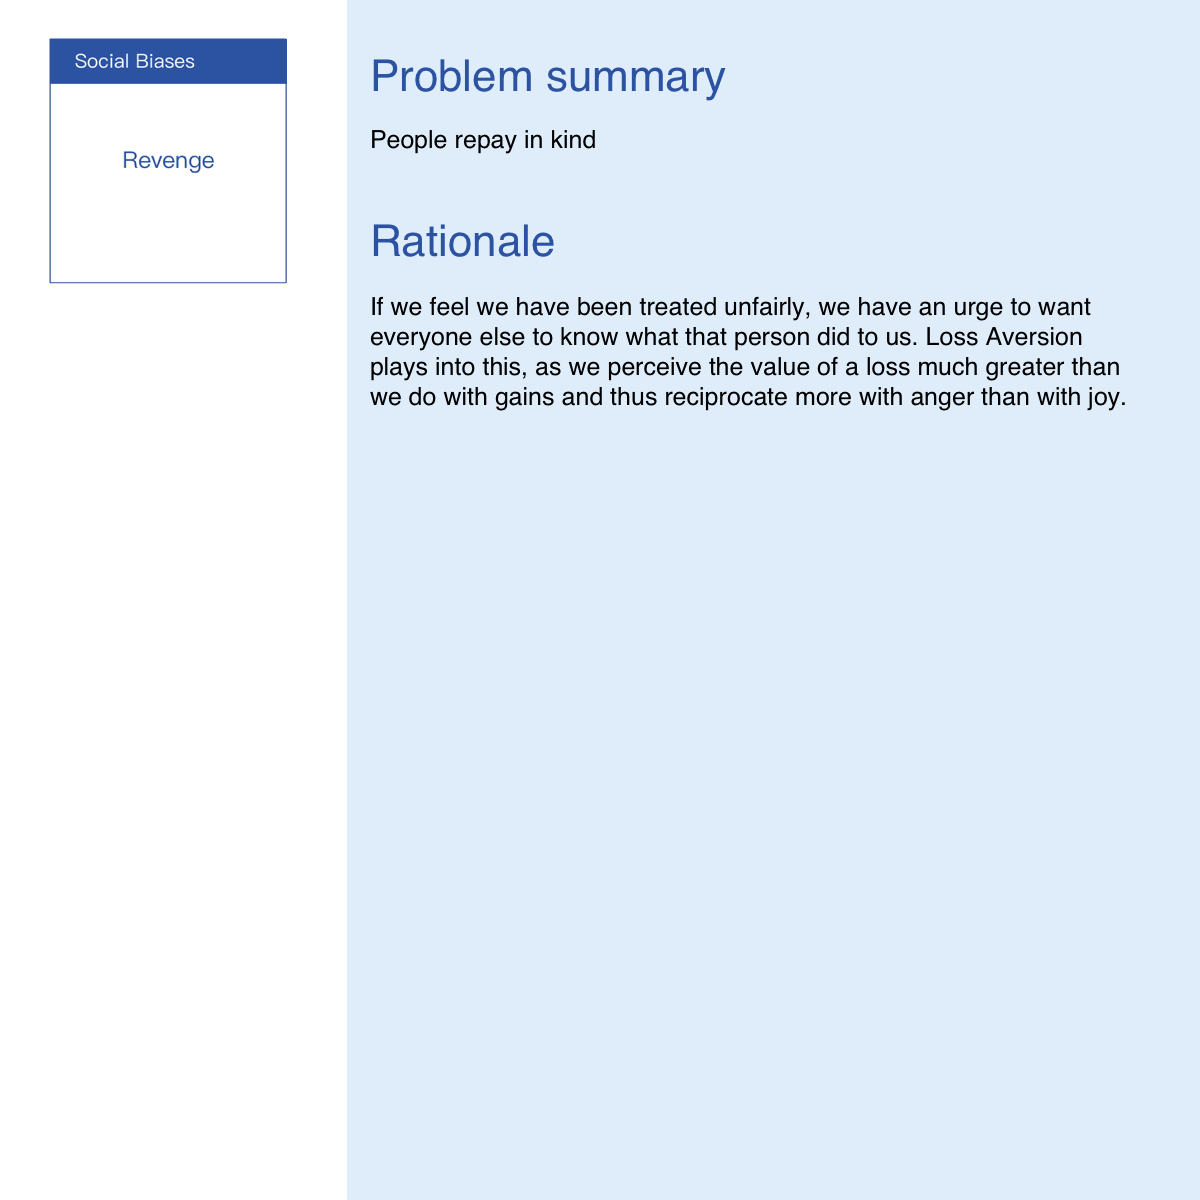 Social Biases
Revenge
Problem summary
People repay in kind
Rationale
If we feel we have been treated unfairly, we have an urge to want
everyone else to know what that person did to us. Loss Aversion
plays into this, as we perceive the value of a loss much greater than
we do with gains and thus reciprocate more with anger than with joy.